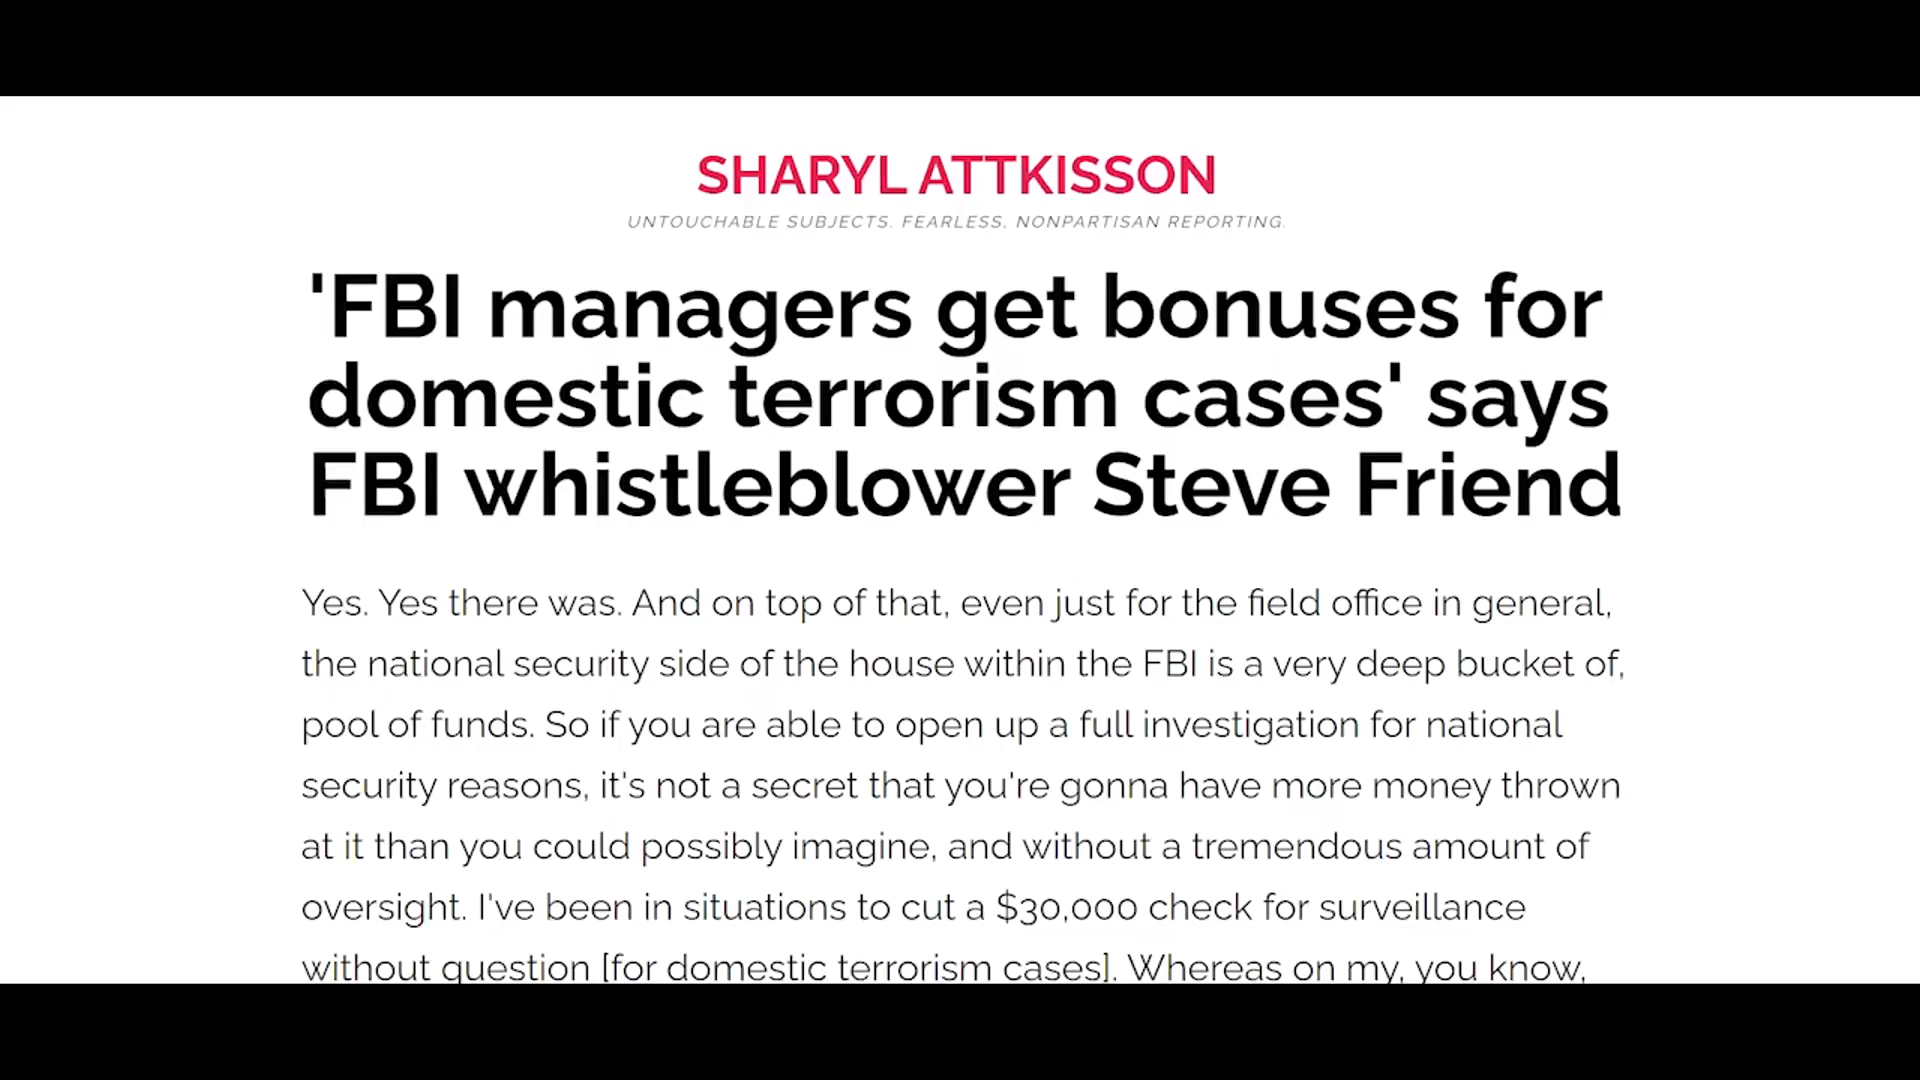 SHARYL ATTKISSON
UNTOUCHABLE SUBJECTS. FEARLESS, NONPARTISAN REPORTING.
'FBI managers get bonuses for
domestic terrorism cases' says
FBI whistleblower Steve Friend
Yes. Yes there was. And on top of that, even just for the field office in general,
the national security side of the house within the FBI is a very deep bucket of,
pool of funds. So if you are able to open up a full investigation for national
security reasons, it's not a secret that you're gonna have more money thrown
at it than you could possibly imagine, and without a tremendous amount of
oversight. I've been in situations to cut a $30,000 check for surveillance
without question [for domestic terrorism cases]. Whereas on my, you know,